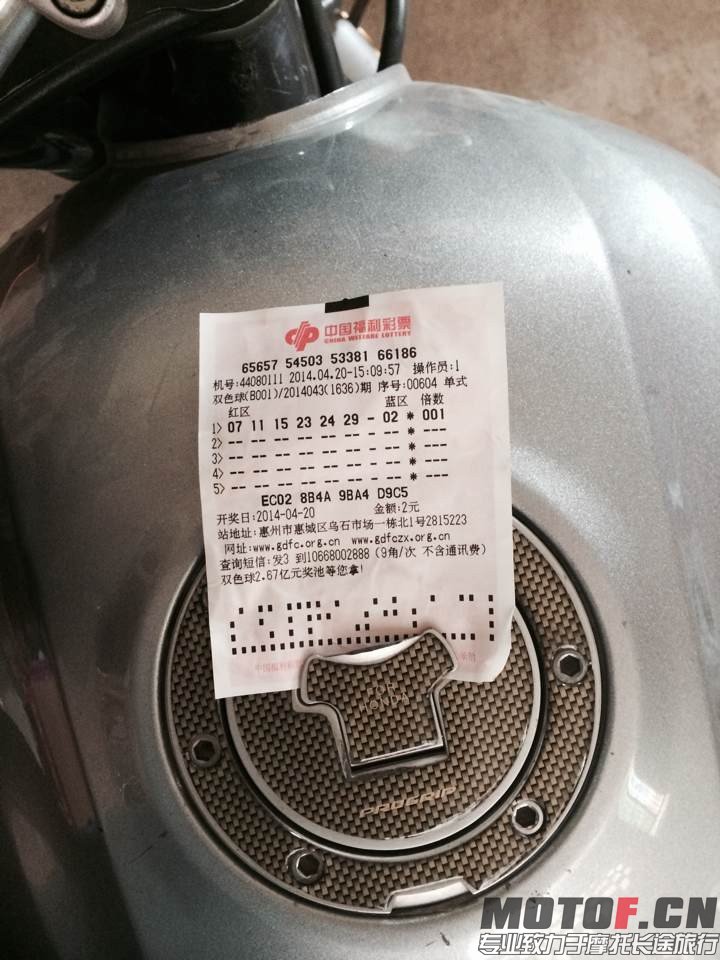 中国福利彩票
CHINA WELFARE LOTTERY
65657 54503 53381 66186
机号:44080111 2014.04.20-15:09:57 操作员:1
双色球(B001)/2014043(1636)期 序号:00604 单式
红区 蓝区 倍数
1> 07 11 15 23 24 29 - 02 * 001
2> -- -- -- -- -- -- - -- * ---
3> -- -- -- -- -- -- - -- * ---
4> -- -- -- -- -- -- - -- * ---
5> -- -- -- -- -- -- - -- * ---
EC02 8B4A 9BA4 D9C5
开奖日:2014-04-20 金额:2元
站地址:惠州市惠城区乌石市场一栋北1号2815223
网址:www.gdfc.org.cn www.gdfczx.org.cn
查询短信:发3 到10668002888 (9角/次 不含通讯费)
双色球2.67亿元奖池等您拿!
中国福利彩
FOR
HONDA
PROGRIP
MOTOF.CN
专业致力于摩托长途旅行